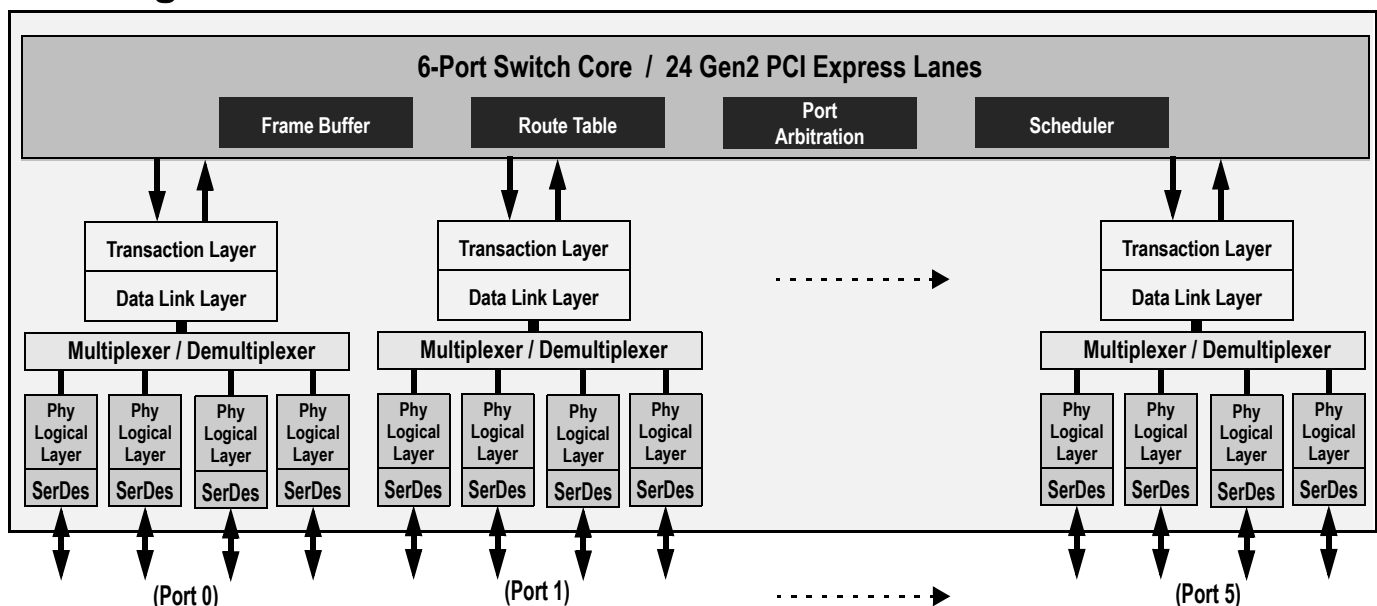 6-Port Switch Core / 24 Gen2 PCI Express Lanes
Frame Buffer
Route Table
Port
Arbitration
Scheduler
Transaction Layer
Data Link Layer
Multiplexer / Demultiplexer
Phy
Logical
Layer
SerDes
Phy
Logical
Layer
SerDes
Phy
Logical
Layer
SerDes
Phy
Logical
Layer
SerDes
(Port 0)
Transaction Layer
Data Link Layer
Multiplexer / Demultiplexer
Phy
Logical
Layer
SerDes
Phy
Logical
Layer
SerDes
Phy
Logical
Layer
SerDes
Phy
Logical
Layer
SerDes
(Port 1)
Transaction Layer
Data Link Layer
Multiplexer / Demultiplexer
Phy
Logical
Layer
SerDes
Phy
Logical
Layer
SerDes
Phy
Logical
Layer
SerDes
Phy
Logical
Layer
SerDes
(Port 5)